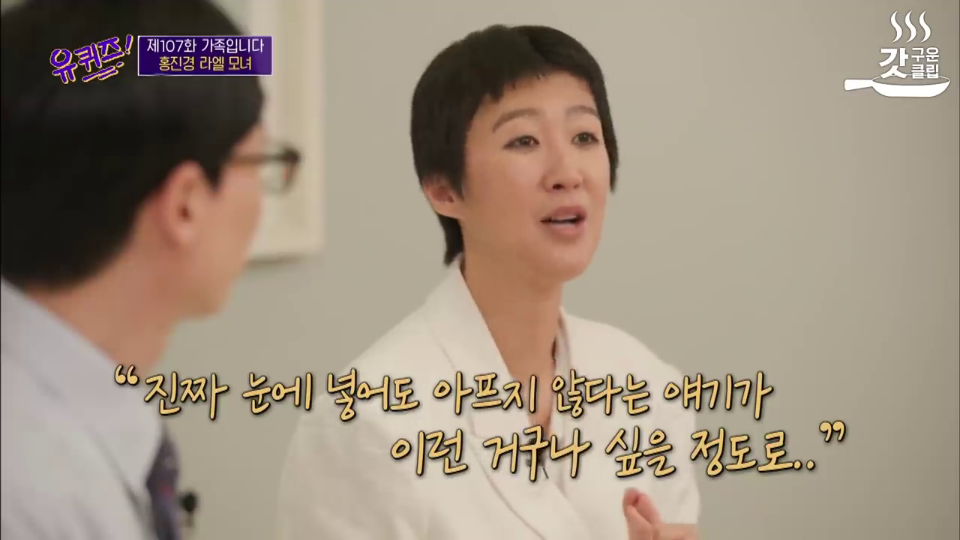 유퀴즈!
제107화 가족입니다
홍진경 라엘 모녀
갓구운
클립
“진짜 눈에 넣어도 아프지 않다는 얘기가
이런 거구나 싶을 정도로..”